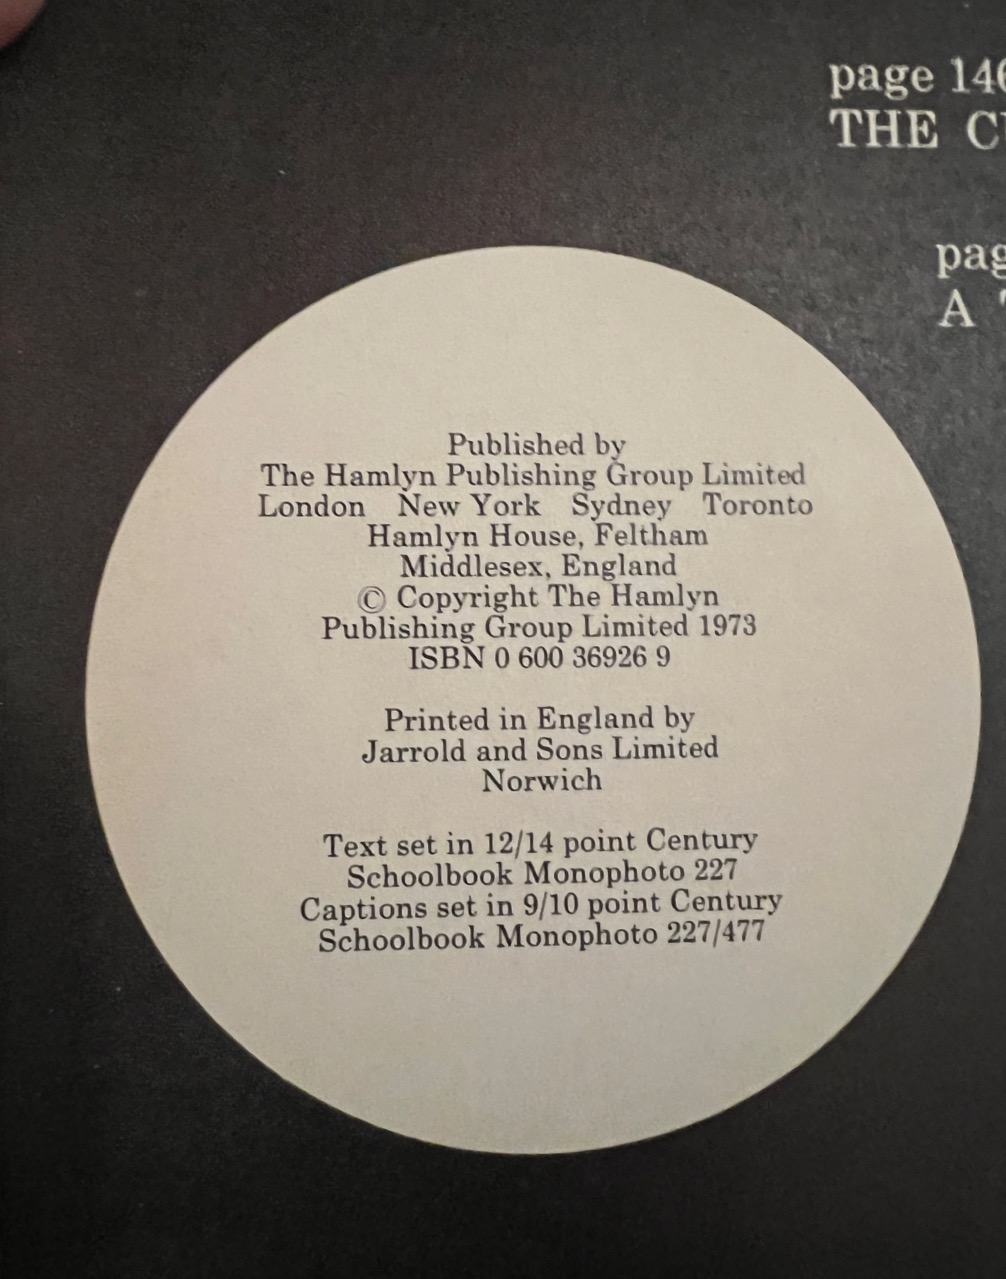 page 146
THE
A
Published by
The Hamlyn Publishing Group Limited
London New York Sydney Toronto
Hamlyn House, Feltham
Middlesex, England
© Copyright The Hamlyn
Publishing Group Limited 1973
ISBN 0 600 36926 9
Printed in England by
Jarrold and Sons Limited
Norwich
Text set in 12/14 point Century
Schoolbook Monophoto 227
Captions set in 9/10 point Century
Schoolbook Monophoto 227/477